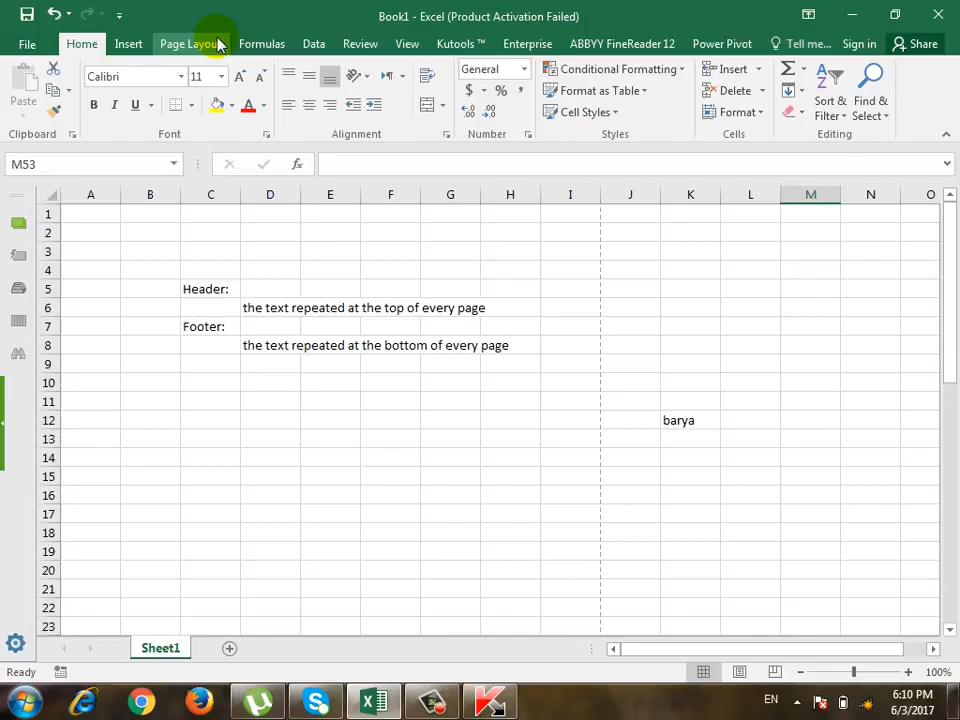 Book1 - Excel (Product Activation Failed)
File Home Insert Page Layou Formulas Data Review View Kutools ™ Enterprise ABBYY FineReader 12 Power Pivot Tell me... Sign in Share
Paste
Calibri 11
General
Conditional Formatting
Format as Table
Cell Styles
Insert
Delete
Format
Sort & Filter
Find & Select
Clipboard Font Alignment Number Styles Cells Editing
M53 fx
A B C D E F G H I J K L M N O
1
2
3
4
5 Header:
6 the text repeated at the top of every page
7 Footer:
8 the text repeated at the bottom of every page
9
10
11
12 barya
13
14
15
16
17
18
19
20
21
22
23
Sheet1
Ready 100%
EN 6:10 PM
6/3/2017